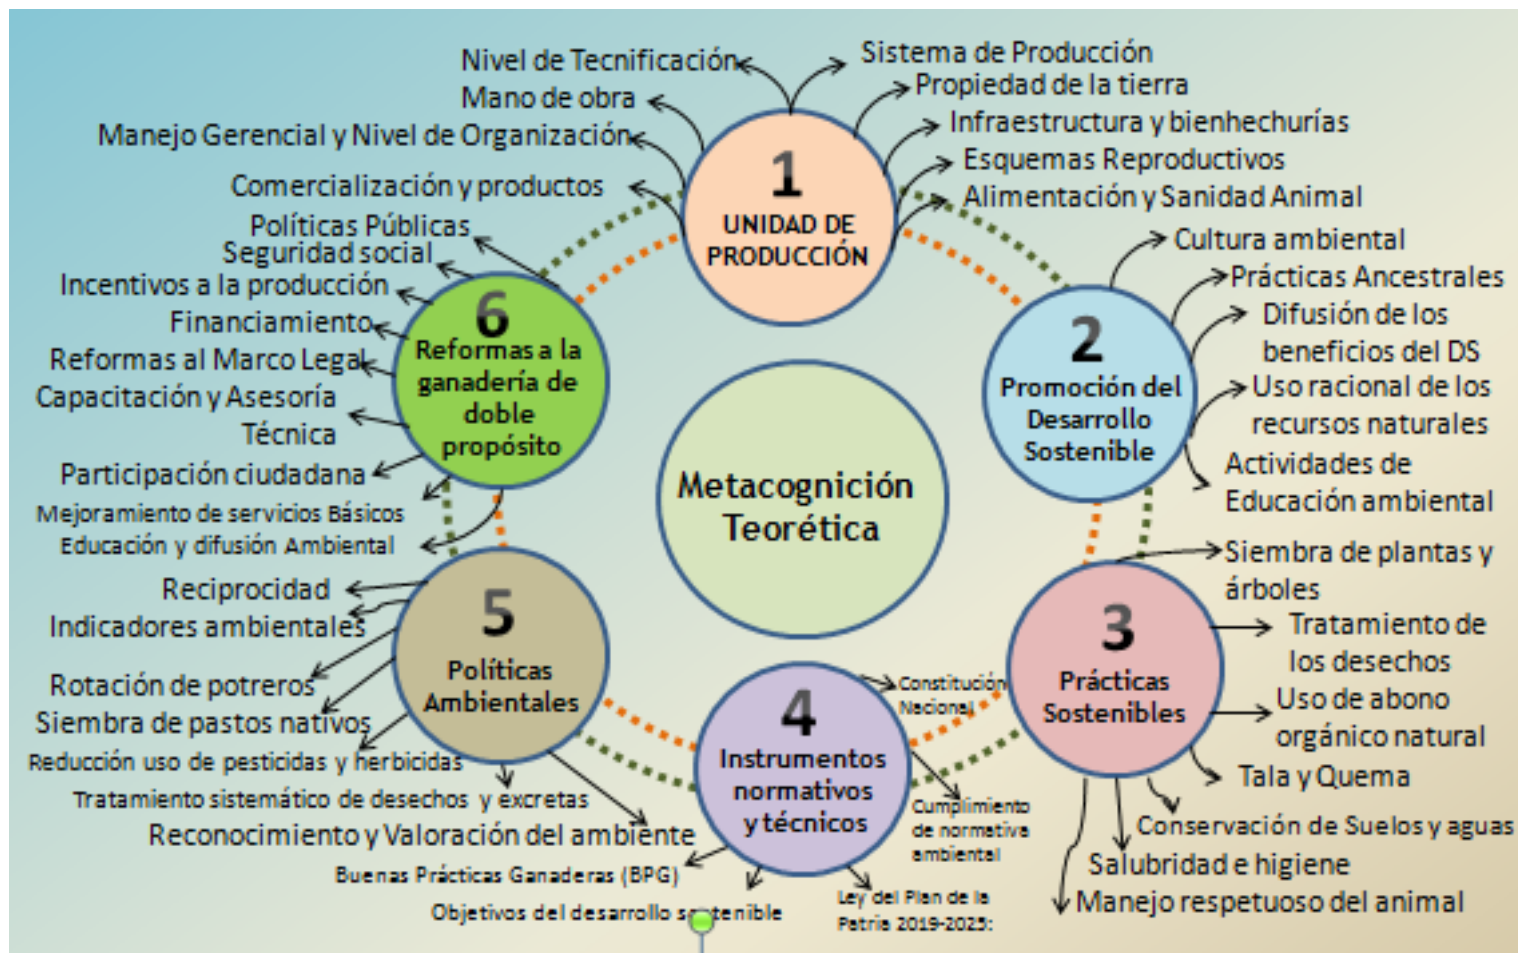 Nivel de Tecnificación
Mano de obra
Manejo Gerencial y Nivel de Organización
Comercialización y productos
Sistema de Producción
Propiedad de la tierra
Infraestructura y bienhechurías
Esquemas Reproductivos
Alimentación y Sanidad Animal
1
UNIDAD DE
PRODUCCIÓN
Cultura ambiental
Prácticas Ancestrales
Difusión de los
beneficios del DS
Uso racional de los
recursos naturales
Actividades de
Educación ambiental
2
Promoción del
Desarrollo
Sostenible
Metacognición
Teorética
Siembra de plantas y
árboles
Tratamiento de
los desechos
Uso de abono
orgánico natural
Tala y Quema
Conservación de Suelos y aguas
Salubridad e higiene
Manejo respetuoso del animal
3
Prácticas
Sostenibles
4
Instrumentos
normativos
y técnicos
Constitución
Nacional
Cumplimiento
de normativa
ambiental
Ley del Plan de la
Patria 2019-2025:
Objetivos del desarrollo sostenible
Buenas Prácticas Ganaderas (BPG)
5
Políticas
Ambientales
Reciprocidad
Indicadores ambientales
Rotación de potreros
Siembra de pastos nativos
Reducción uso de pesticidas y herbicidas
Tratamiento sistemático de desechos y excretas
Reconocimiento y Valoración del ambiente
6
Reformas a la
ganadería de
doble
propósito
Políticas Públicas
Seguridad social
Incentivos a la producción
Financiamiento
Reformas al Marco Legal
Capacitación y Asesoría
Técnica
Participación ciudadana
Mejoramiento de servicios Básicos
Educación y difusión Ambiental